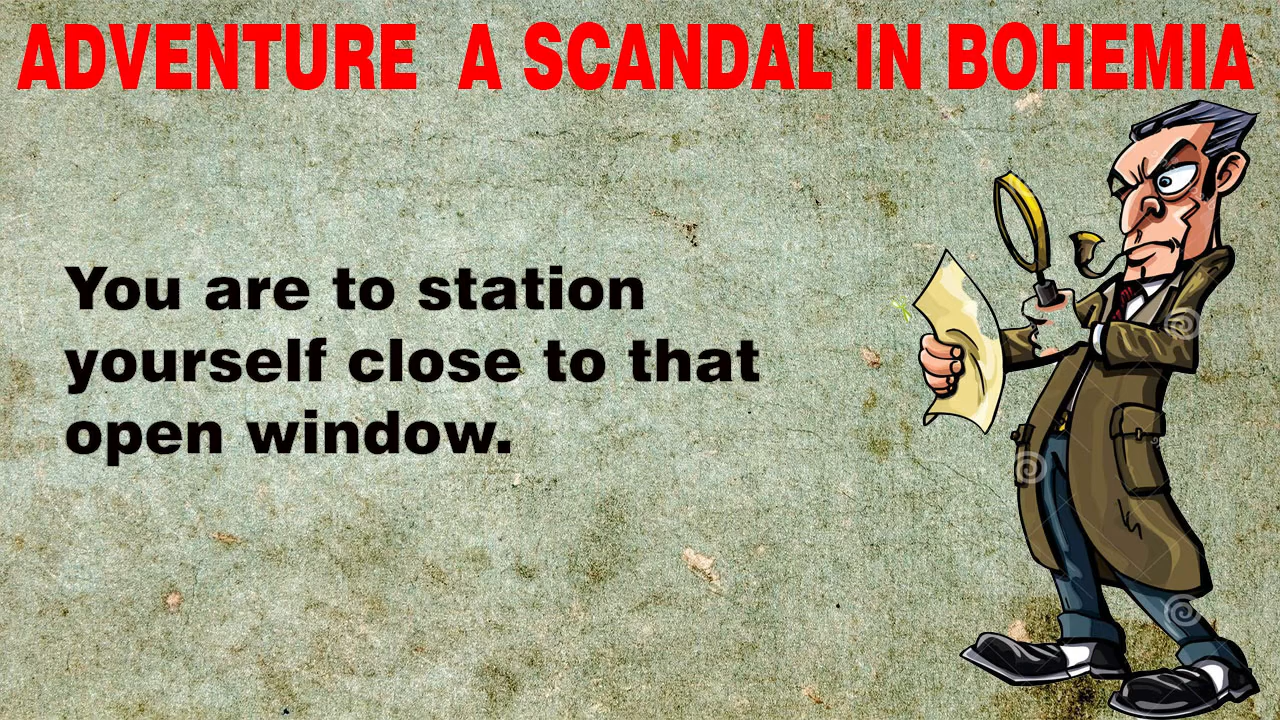 ADVENTURE A SCANDAL IN BOHEMIA
You are to station
yourself close to that
open window.